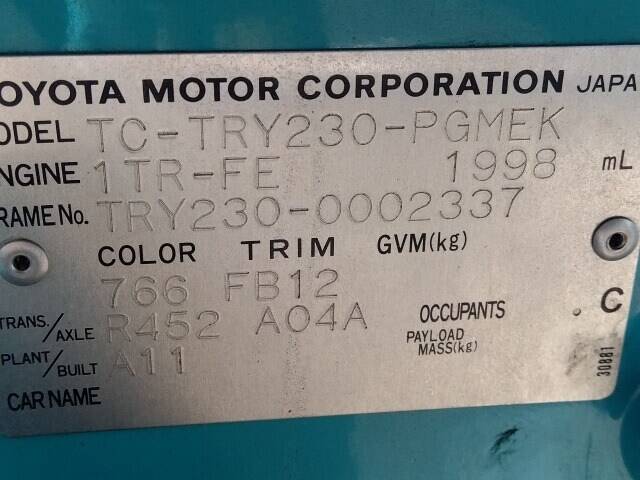 OYOTA MOTOR CORPORATION JAPA
ODEL TC-TRY230-PGMEK
NGINE 1TR-FE 1998 mL
RAME No. TRY230-0002337
COLOR TRIM GVM(kg)
766 FB12
TRANS./AXLE R452 A04A OCCUPANTS . C
PAYLOAD MASS(kg)
PLANT/BUILT A11
CAR NAME
30881